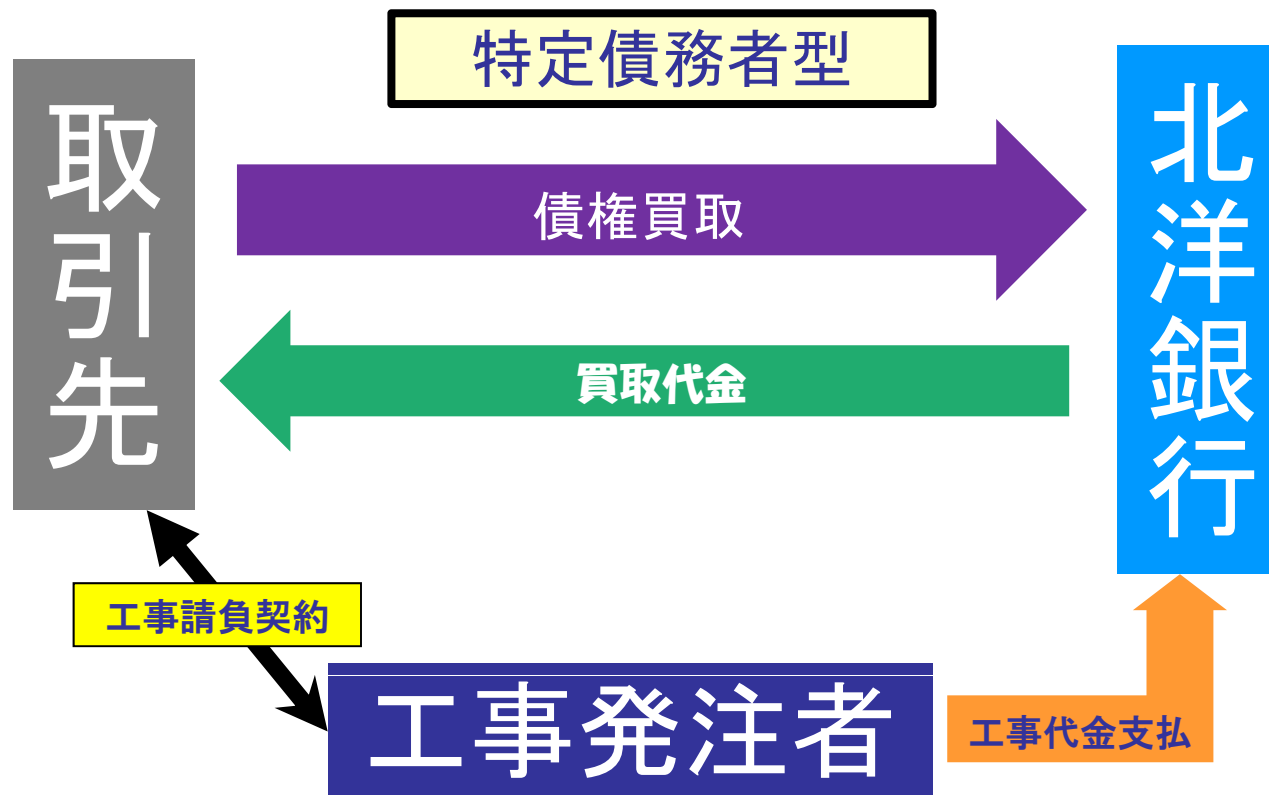 特定債務者型
取引先
北洋銀行
債権買取
買取代金
工事請負契約
工事発注者
工事代金支払